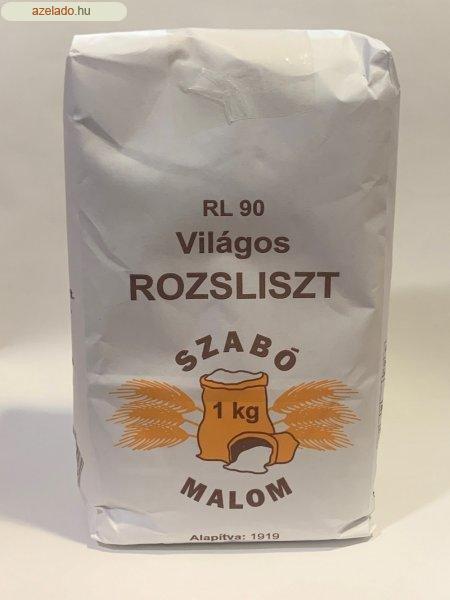 azelado.hu
RL 90
Világos
ROZSLISZT
SZABÓ
1 kg
MALOM
Alapítva: 1919